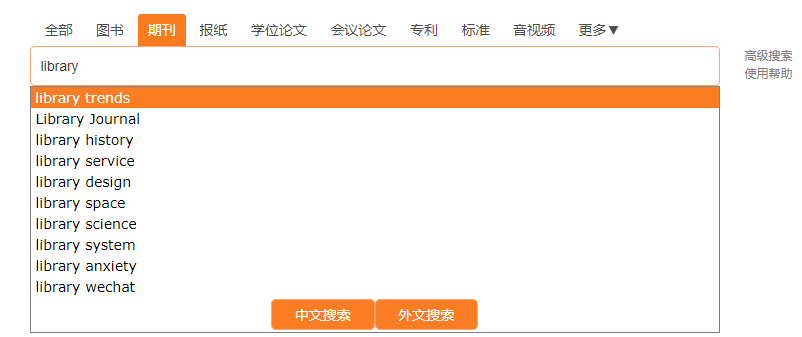 全部 图书 期刊 报纸 学位论文 会议论文 专利 标准 音视频 更多▼
library
高级搜索
使用帮助
library trends
Library Journal
library history
library service
library design
library space
library science
library system
library anxiety
library wechat
中文搜索 外文搜索